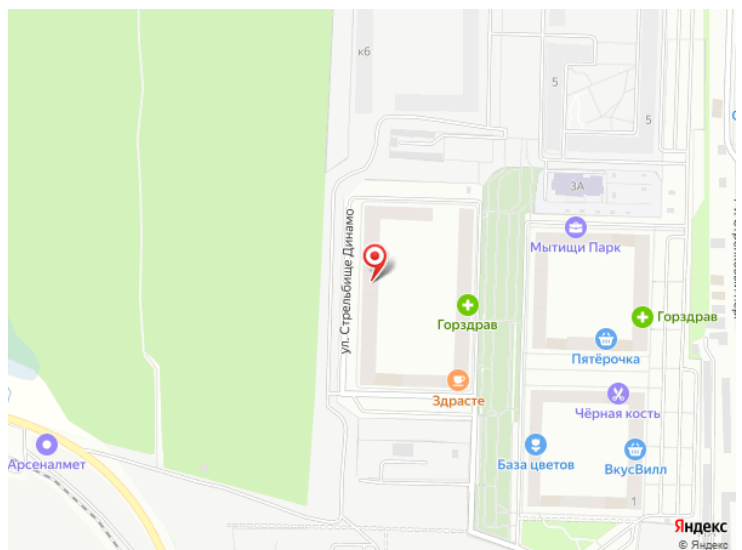 к6
5
5
3А
ул. Стрельбище Динамо
Мытищи Парк
Горздрав
Горздрав
Пятёрочка
Здрасте
Чёрная кость
Арсеналмет
База цветов
ВкусВилл
1
Яндекс
© Яндекс